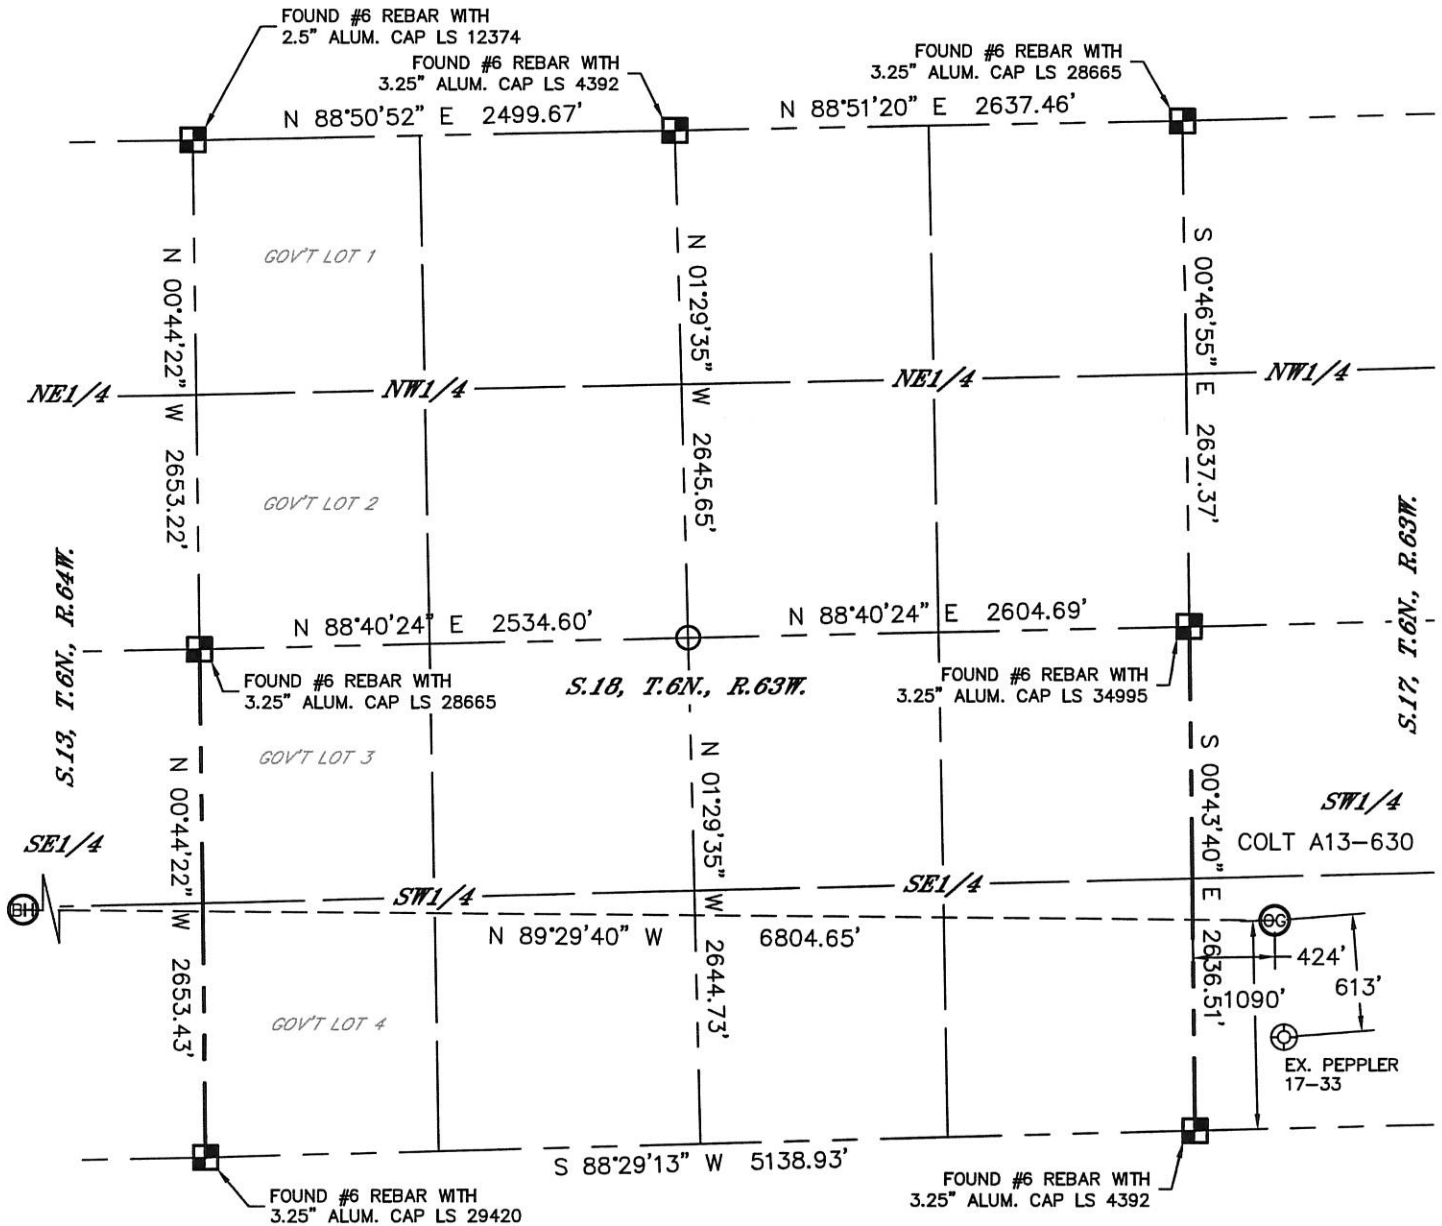 FOUND #6 REBAR WITH
2.5" ALUM. CAP LS 12374
FOUND #6 REBAR WITH
3.25" ALUM. CAP LS 4392
FOUND #6 REBAR WITH
3.25" ALUM. CAP LS 28665
N 88°50'52" E 2499.67'
N 88°51'20" E 2637.46'
GOV'T LOT 1
N 00°44'22" W 2653.22'
N 01°29'35" W 2645.65'
S 00°46'55" E 2637.37'
NE1/4
NW1/4
NE1/4
NW1/4
GOV'T LOT 2
S.13, T.6N., R.64W.
S.17, T.6N., R.63W.
N 88°40'24" E 2534.60'
N 88°40'24" E 2604.69'
FOUND #6 REBAR WITH
3.25" ALUM. CAP LS 28665
S.18, T.6N., R.63W.
FOUND #6 REBAR WITH
3.25" ALUM. CAP LS 34995
GOV'T LOT 3
N 00°44'22" W 2653.43'
N 01°29'35" W 2644.73'
S 00°43'40" E 2636.51'
SW1/4
COLT A13-630
SE1/4
SW1/4
SE1/4
BH
OG
N 89°29'40" W 6804.65'
424'
1090'
613'
GOV'T LOT 4
EX. PEPPLER
17-33
S 88°29'13" W 5138.93'
FOUND #6 REBAR WITH
3.25" ALUM. CAP LS 29420
FOUND #6 REBAR WITH
3.25" ALUM. CAP LS 4392